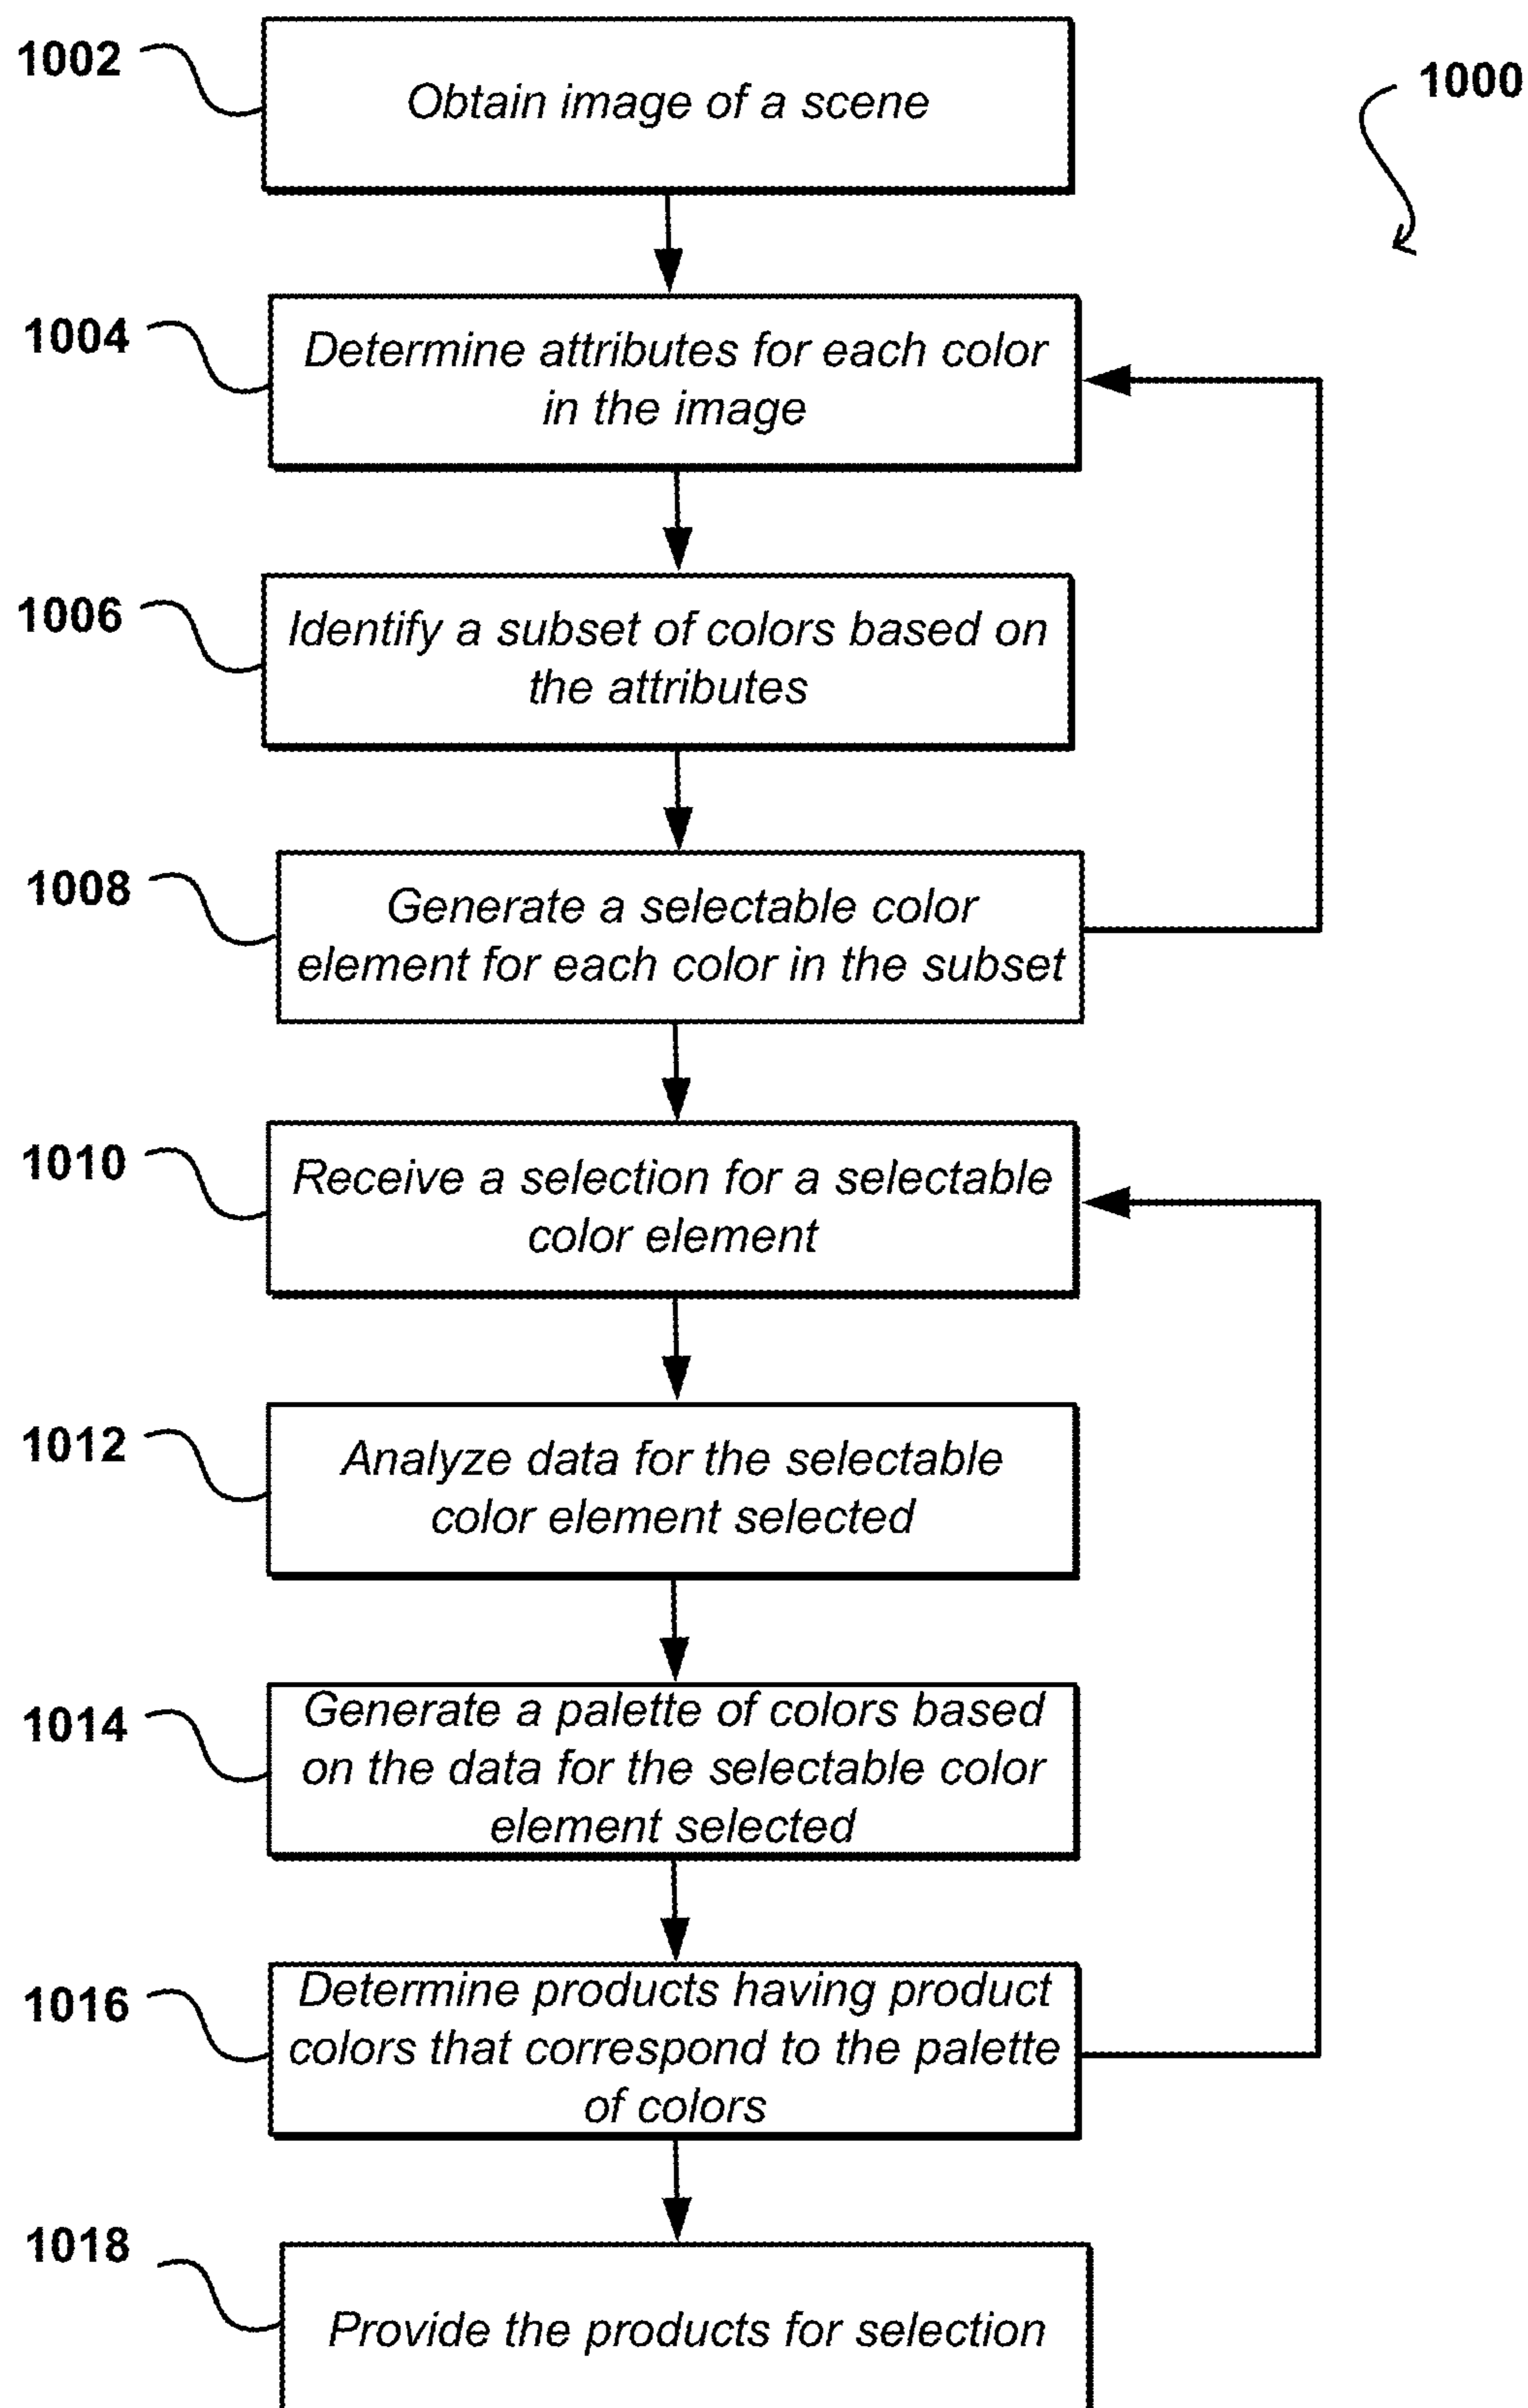 1002
Obtain image of a scene
1000
1004
Determine attributes for each color
in the image
1006
Identify a subset of colors based on
the attributes
1008
Generate a selectable color
element for each color in the subset
1010
Receive a selection for a selectable
color element
1012
Analyze data for the selectable
color element selected
1014
Generate a palette of colors based
on the data for the selectable color
element selected
1016
Determine products having product
colors that correspond to the palette
of colors
1018
Provide the products for selection